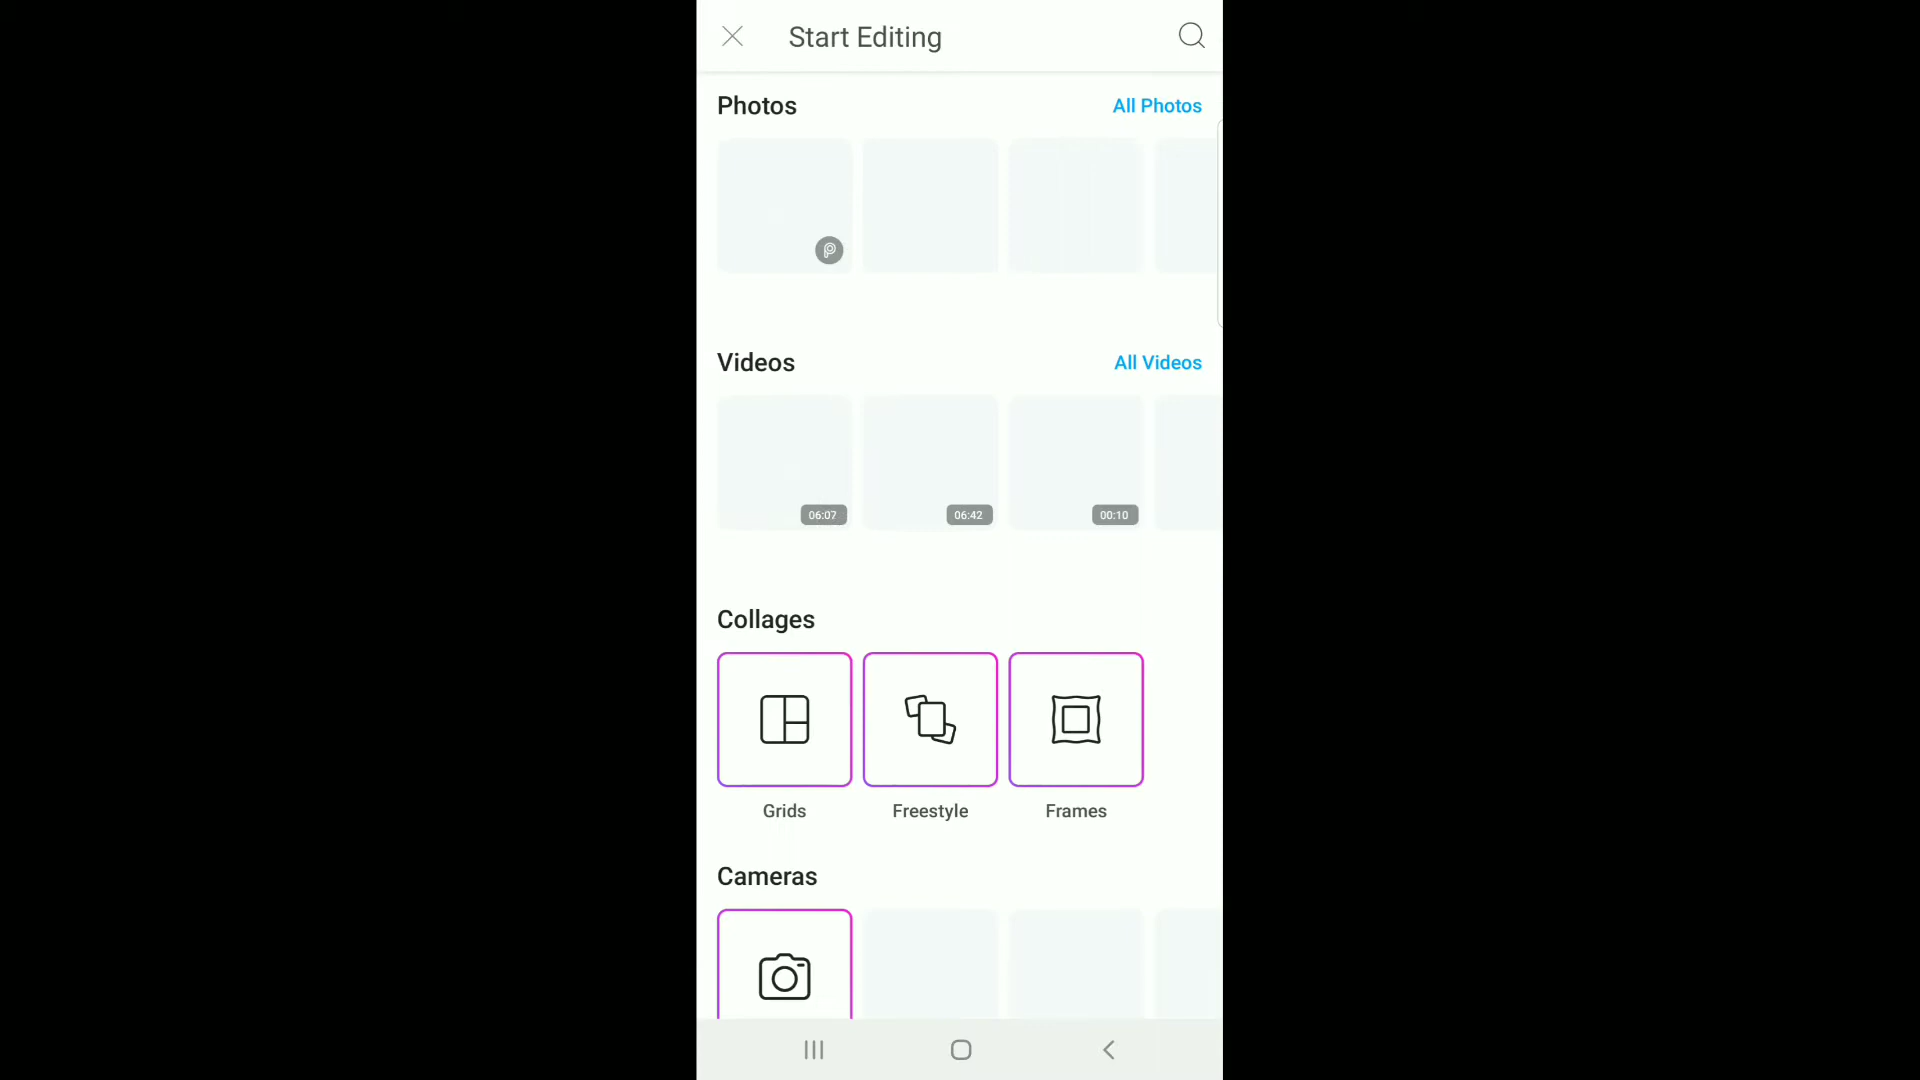 Start Editing
Photos
All Photos
Videos
All Videos
06:07
06:42
00:10
Collages
Grids
Freestyle
Frames
Cameras